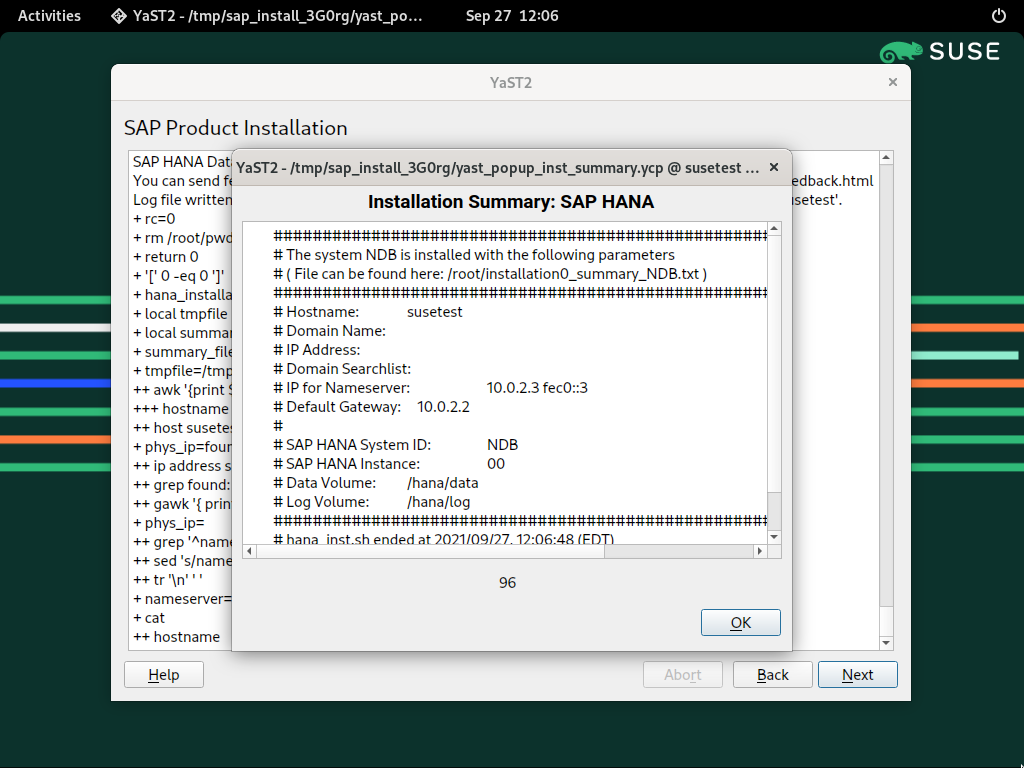 Activities
YaST2 - /tmp/sap_install_3G0rg/yast_po…
Sep 27 12:06
SUSE
YaST2
SAP Product Installation
SAP HANA Dat
You can send fe
edback.html
Log file written
usetest'.
+ rc=0
+ rm /root/pwd
+ return 0
+ '[' 0 -eq 0 ']'
+ hana_installa
+ local tmpfile
+ local summar
+ summary_file
+ tmpfile=/tmp
++ awk '{print $
+++ hostname
++ host susetes
+ phys_ip=foun
++ ip address s
++ grep found:
++ gawk '{ prin
+ phys_ip=
++ grep '^name
++ sed 's/name
++ tr '\n' ' '
+ nameserver=
+ cat
++ hostname
YaST2 - /tmp/sap_install_3G0rg/yast_popup_inst_summary.ycp @ susetest …
Installation Summary: SAP HANA
##################################################
# The system NDB is installed with the following parameters
# ( File can be found here: /root/installation0_summary_NDB.txt )
##################################################
# Hostname: susetest
# Domain Name:
# IP Address:
# Domain Searchlist:
# IP for Nameserver: 10.0.2.3 fec0::3
# Default Gateway: 10.0.2.2
#
# SAP HANA System ID: NDB
# SAP HANA Instance: 00
# Data Volume: /hana/data
# Log Volume: /hana/log
##################################################
# hana_inst.sh ended at 2021/09/27, 12:06:48 (EDT)
96
OK
Help
Abort
Back
Next